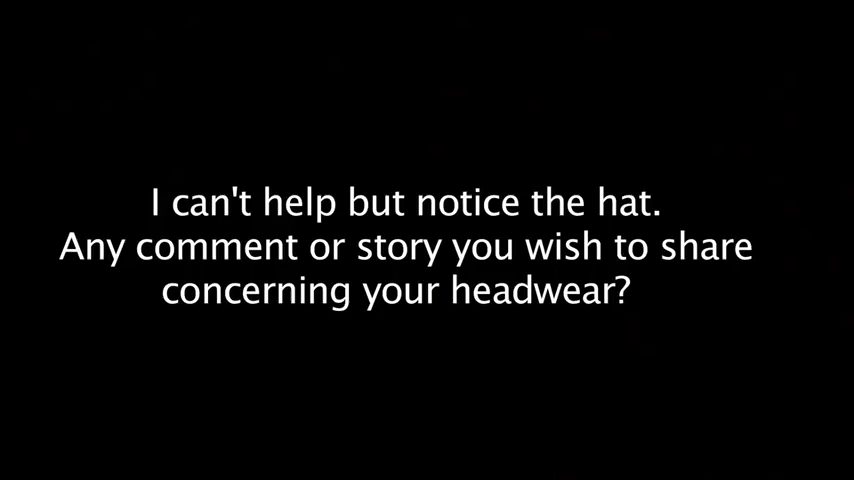 I can't help but notice the hat.
Any comment or story you wish to share
concerning your headwear?